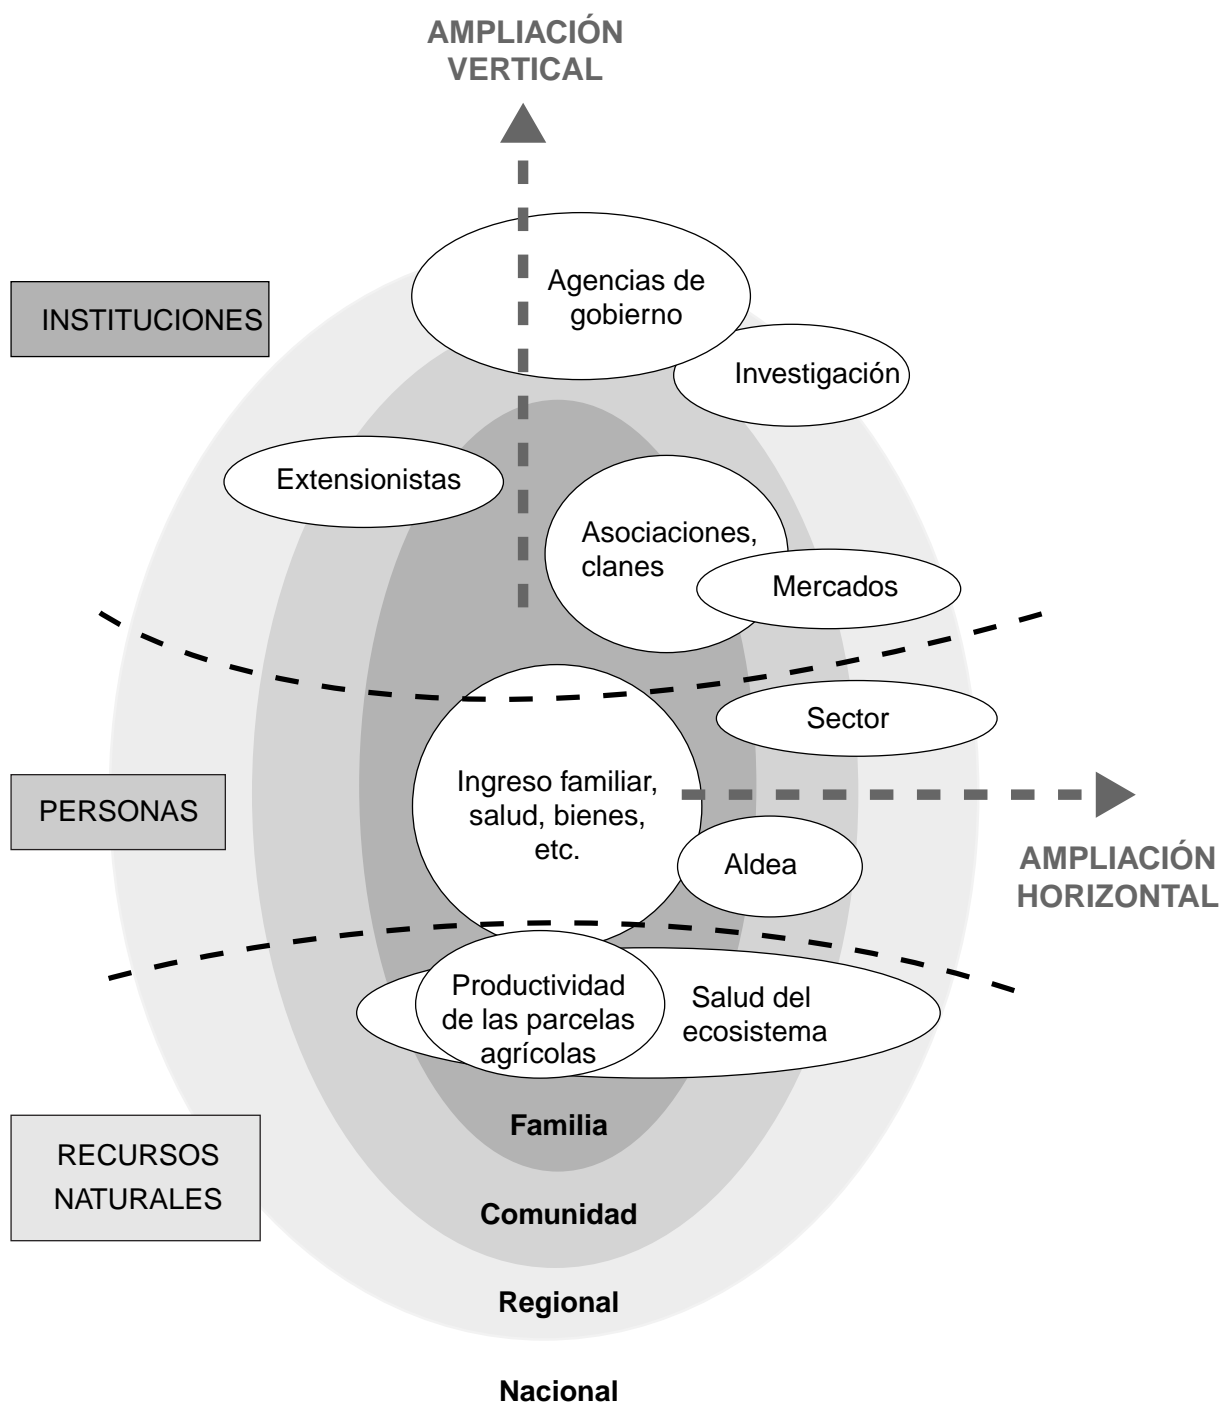 AMPLIACIÓN
VERTICAL
Agencias de
gobierno
INSTITUCIONES
Investigación
Extensionistas
Asociaciones,
clanes
Mercados
Sector
Ingreso familiar,
salud, bienes,
etc.
PERSONAS
Aldea
AMPLIACIÓN
HORIZONTAL
Productividad
de las parcelas
agrícolas
Salud del
ecosistema
Familia
RECURSOS
NATURALES
Comunidad
Regional
Nacional